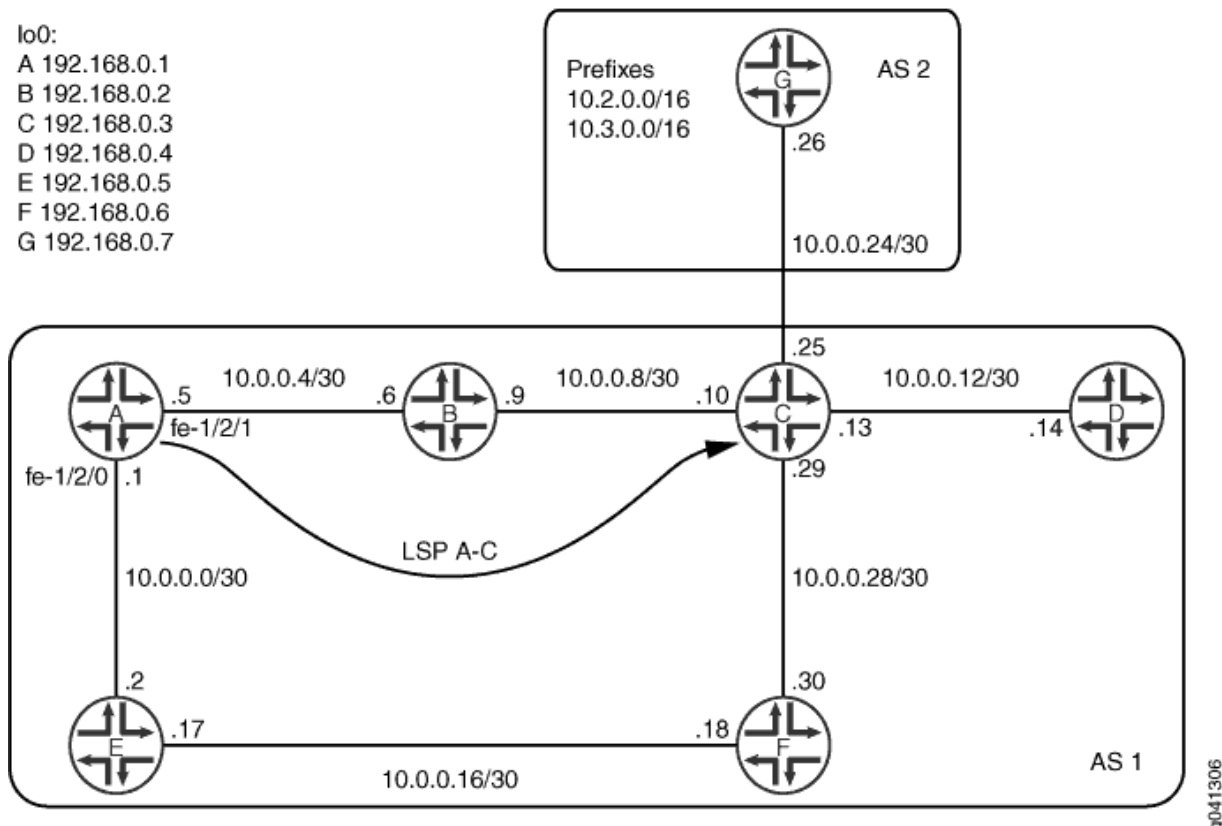 lo0:
A 192.168.0.1
B 192.168.0.2
C 192.168.0.3
D 192.168.0.4
E 192.168.0.5
F 192.168.0.6
G 192.168.0.7
Prefixes
10.2.0.0/16
10.3.0.0/16
G
AS 2
.26
10.0.0.24/30
.25
A
.5
10.0.0.4/30
.6
B
.9
10.0.0.8/30
.10
C
10.0.0.12/30
D
fe-1/2/1
.13
.14
fe-1/2/0
.1
.29
LSP A-C
10.0.0.0/30
10.0.0.28/30
.2
.30
E
.17
.18
F
10.0.0.16/30
AS 1
g041306